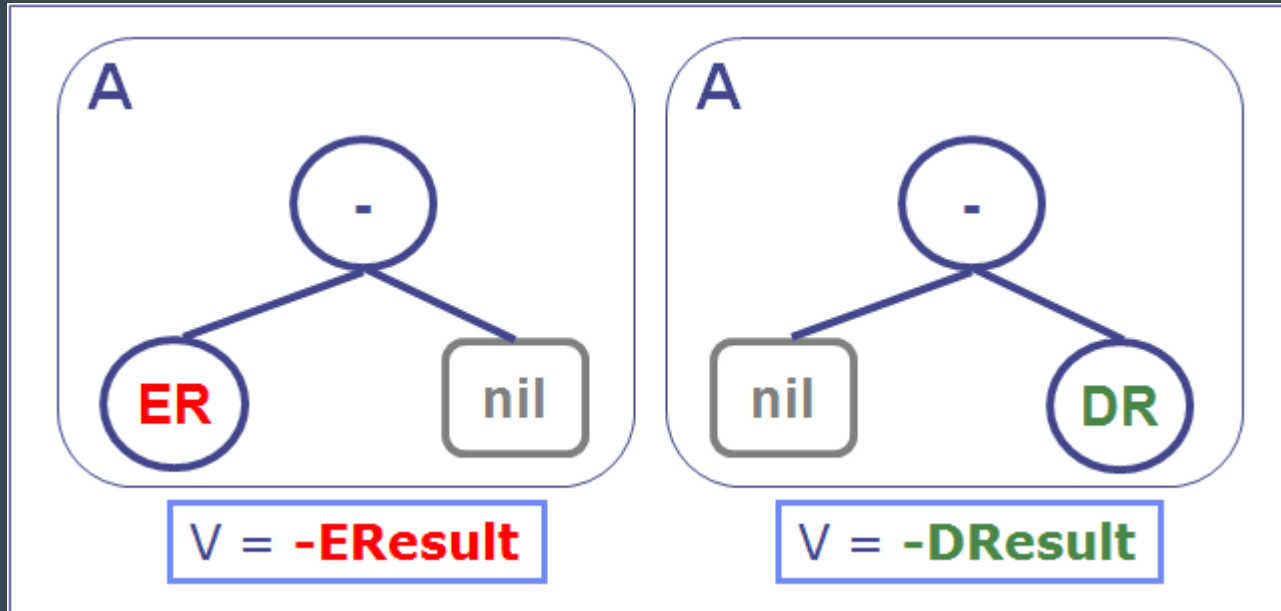 A
-
ER
nil
V = -EResult
A
-
nil
DR
V = -DResult